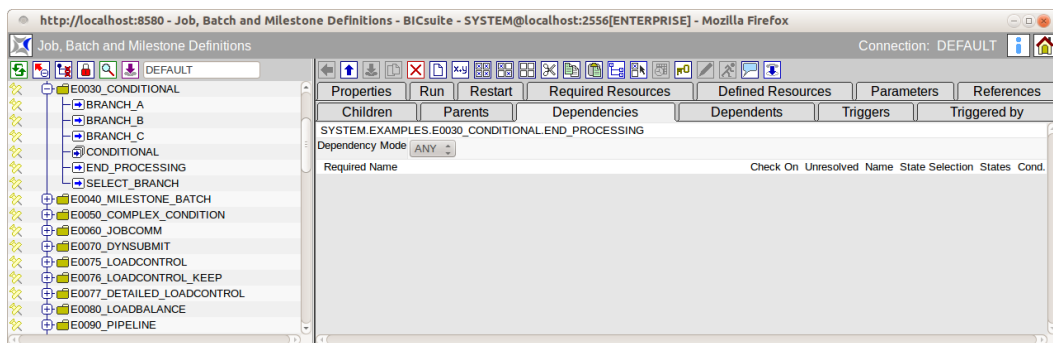 http://localhost:8580 - Job, Batch and Milestone Definitions - BICsuite - SYSTEM@localhost:2556[ENTERPRISE] - Mozilla Firefox
Job, Batch and Milestone Definitions
Connection: DEFAULT
DEFAULT
E0030_CONDITIONAL
BRANCH_A
BRANCH_B
BRANCH_C
CONDITIONAL
END_PROCESSING
SELECT_BRANCH
E0040_MILESTONE_BATCH
E0050_COMPLEX_CONDITION
E0060_JOBCOMM
E0070_DYNSUBMIT
E0075_LOADCONTROL
E0076_LOADCONTROL_KEEP
E0077_DETAILED_LOADCONTROL
E0080_LOADBALANCE
E0090_PIPELINE
Properties Run Restart Required Resources Defined Resources Parameters References
Children Parents Dependencies Dependents Triggers Triggered by
SYSTEM.EXAMPLES.E0030_CONDITIONAL.END_PROCESSING
Dependency Mode ANY
Required Name Check On Unresolved Name State Selection States Cond.